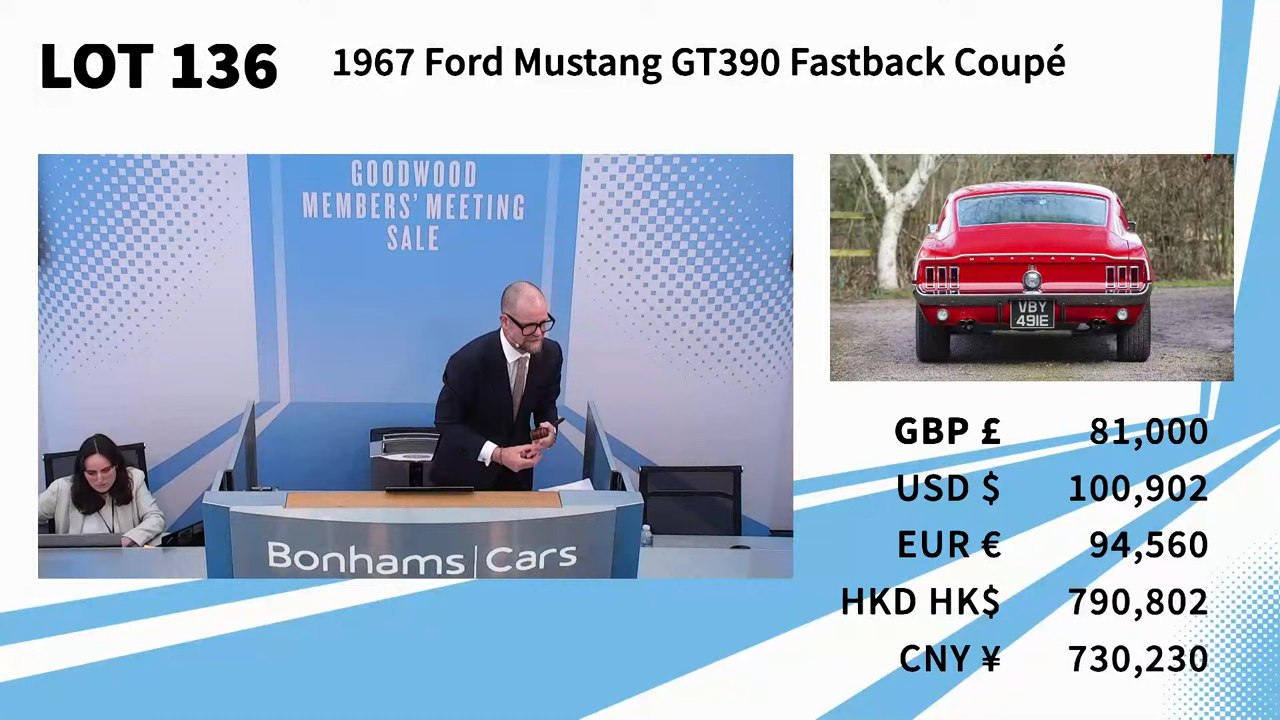 LOT 136
1967 Ford Mustang GT390 Fastback Coupé
GOODWOOD
MEMBERS' MEETING
SALE
Bonhams|Cars
MUSTANG
VBY
491E
GBP £ 81,000
USD $ 100,902
EUR € 94,560
HKD HK$ 790,802
CNY ¥ 730,230